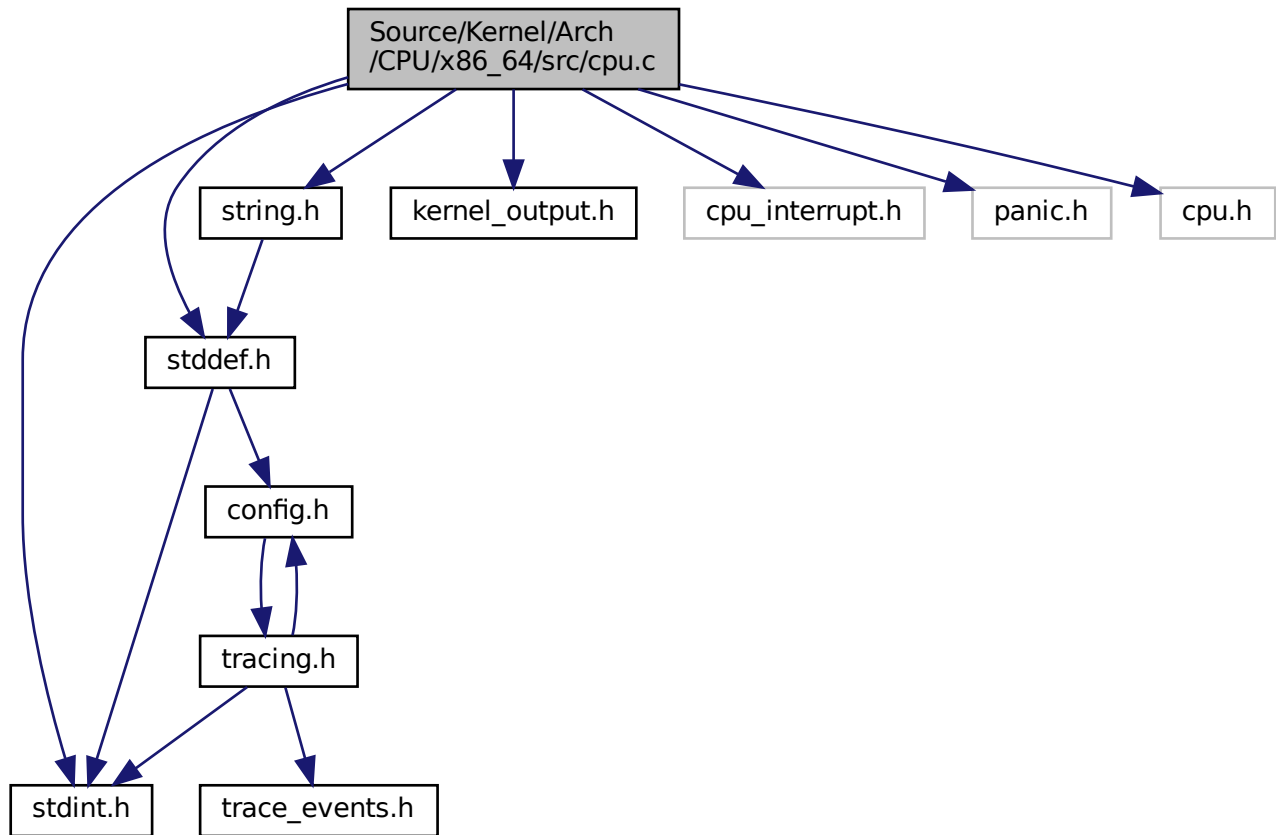 Source/Kernel/Arch
/CPU/x86_64/src/cpu.c
string.h
kernel_output.h
cpu_interrupt.h
panic.h
cpu.h
stddef.h
config.h
tracing.h
stdint.h
trace_events.h